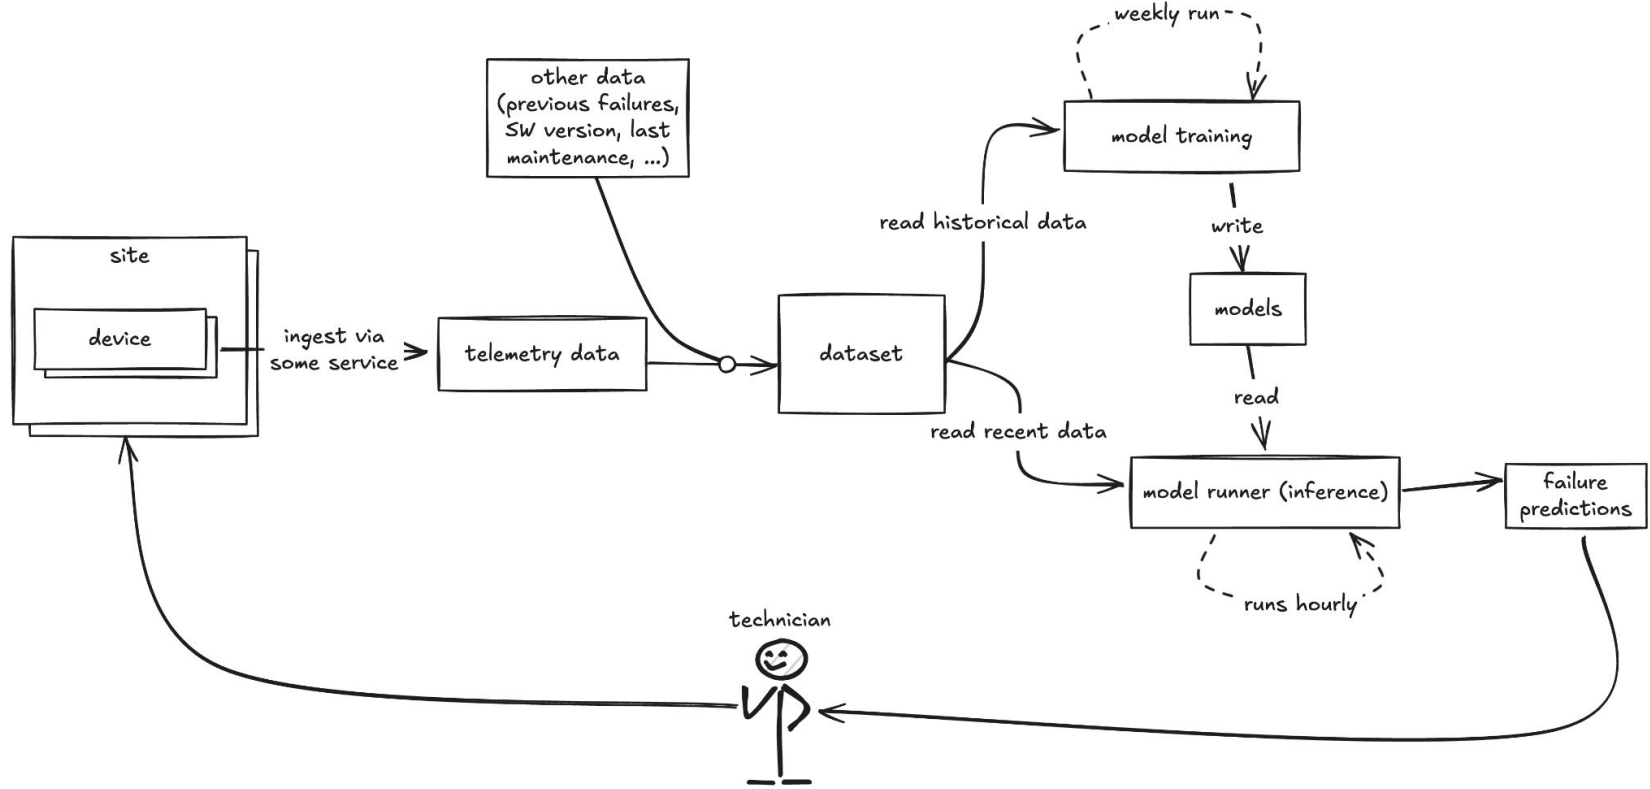 weekly run
other data
(previous failures,
SW version, last
maintenance, ...)
model training
read historical data
write
site
device
ingest via
some service
telemetry data
dataset
models
read
read recent data
model runner (inference)
failure
predictions
runs hourly
technician